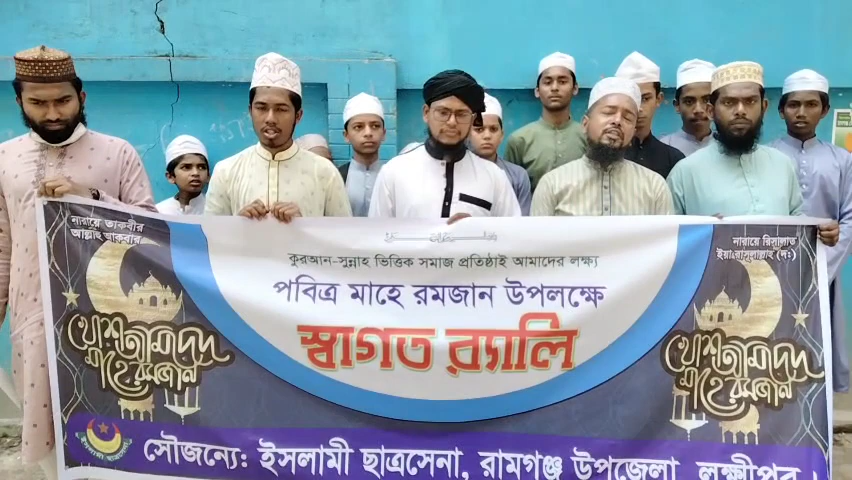 নারায়ে তাকবীর
আল্লাহু আকবার
নারায়ে রিসালাত
ইয়া রাসুলাল্লাহ (দ:)
কুরআন-সুন্নাহ ভিত্তিক সমাজ প্রতিষ্ঠাই আমাদের লক্ষ্য
পবিত্র মাহে রমজান উপলক্ষে
স্বাগত র‍্যালি
খোশ আমদেদ
মাহে রমজান
খোশ আমদেদ
মাহে রমজান
সৌজন্যে: ইসলামী ছাত্রসেনা, রামগঞ্জ উপজেলা, লক্ষীপুর ।